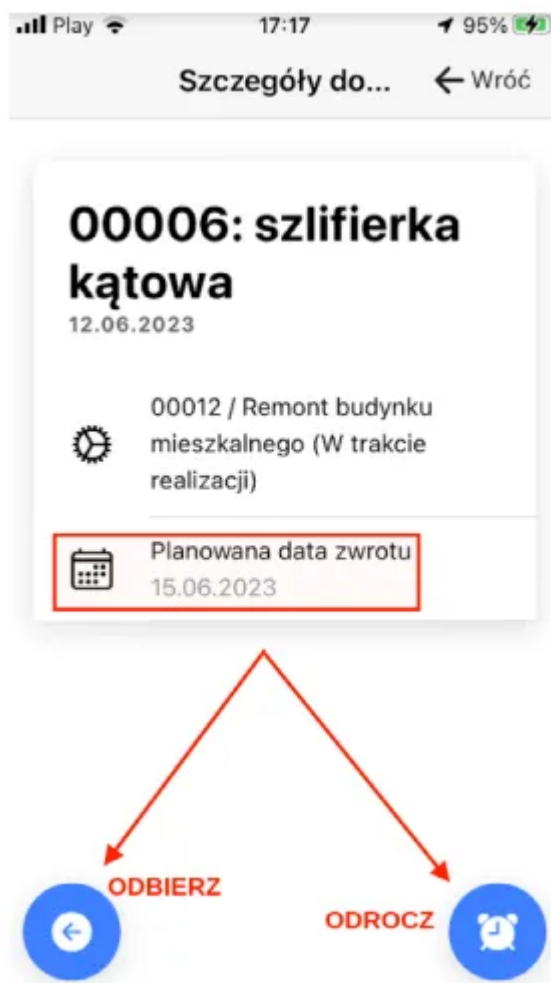 Play 17:17 95%
Szczegóły do... Wróć
00006: szlifierka
kątowa
12.06.2023
00012 / Remont budynku
mieszkalnego (W trakcie
realizacji)
Planowana data zwrotu
15.06.2023
ODBIERZ
ODROCZ